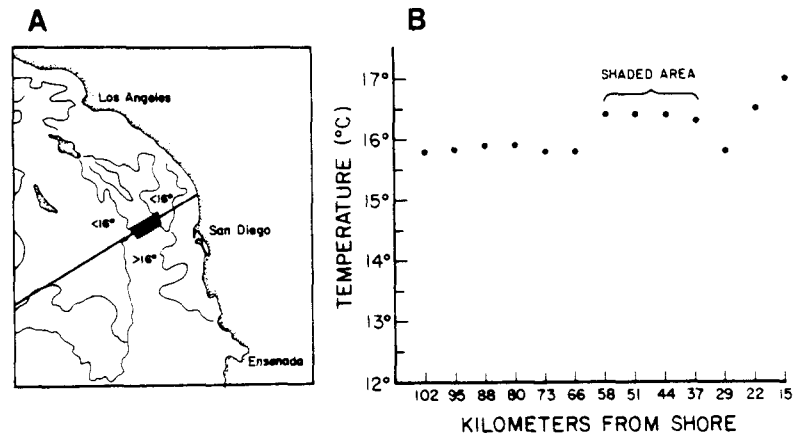 A
Los Angeles
<16°
<16°
San Diego
>16°
Ensenada
B
SHADED AREA
TEMPERATURE (°C)
17°
16°
15°
14°
13°
12°
102 95 88 80 73 66 58 51 44 37 29 22 15
KILOMETERS FROM SHORE